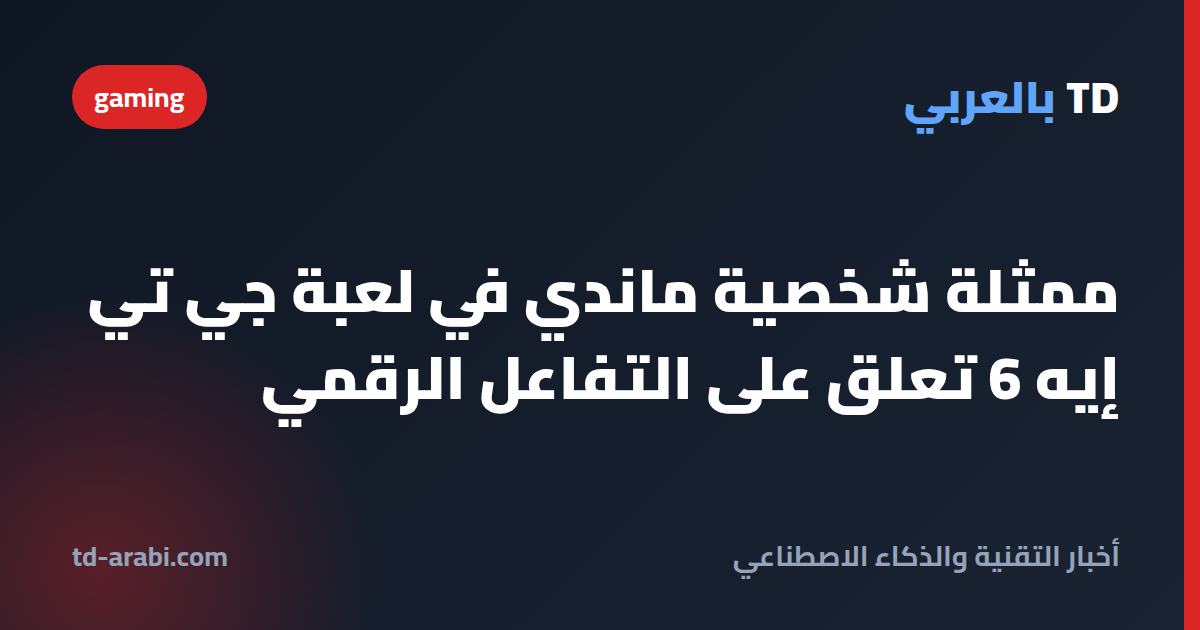 TD بالعربي
gaming
ممثلة شخصية ماندي في لعبة جي تي
إيه 6 تعلق على التفاعل الرقمي
أخبار التقنية والذكاء الاصطناعي
td-arabi.com